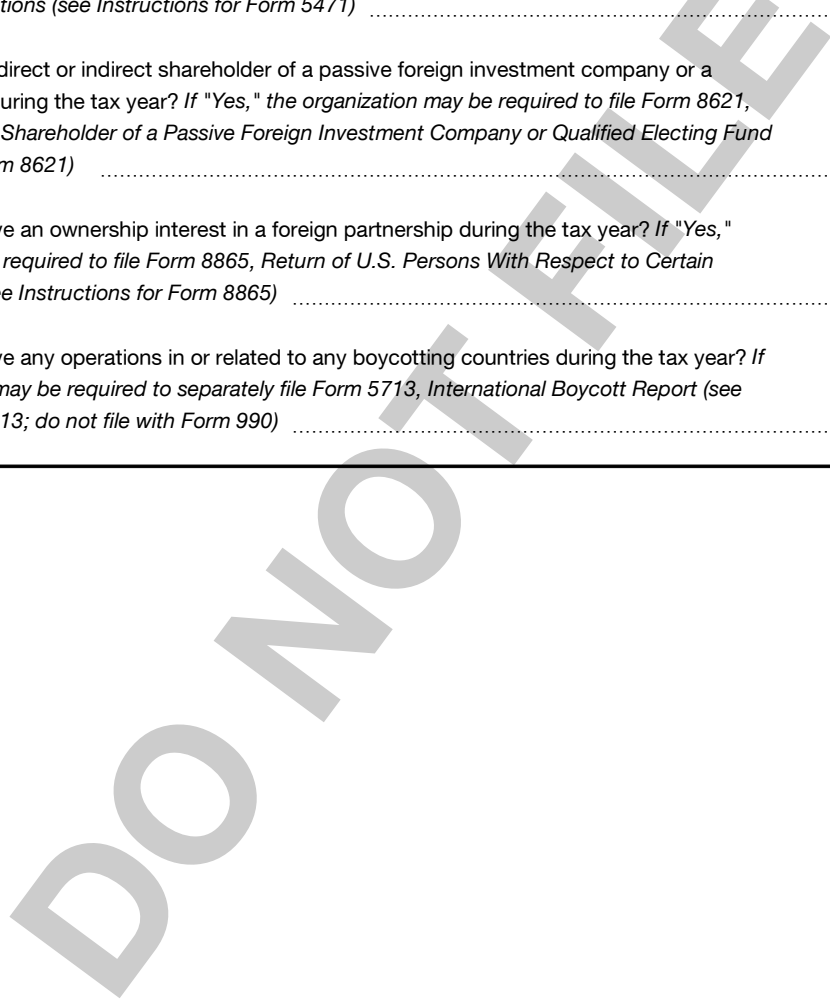 tions (see Instructions for Form 5471)
direct or indirect shareholder of a passive foreign investment company or a
uring the tax year? If "Yes," the organization may be required to file Form 8621,
Shareholder of a Passive Foreign Investment Company or Qualified Electing Fund
m 8621)
ve an ownership interest in a foreign partnership during the tax year? If "Yes,"
required to file Form 8865, Return of U.S. Persons With Respect to Certain
e Instructions for Form 8865)
ve any operations in or related to any boycotting countries during the tax year? If
may be required to separately file Form 5713, International Boycott Report (see
13; do not file with Form 990)
DO NOT FILE